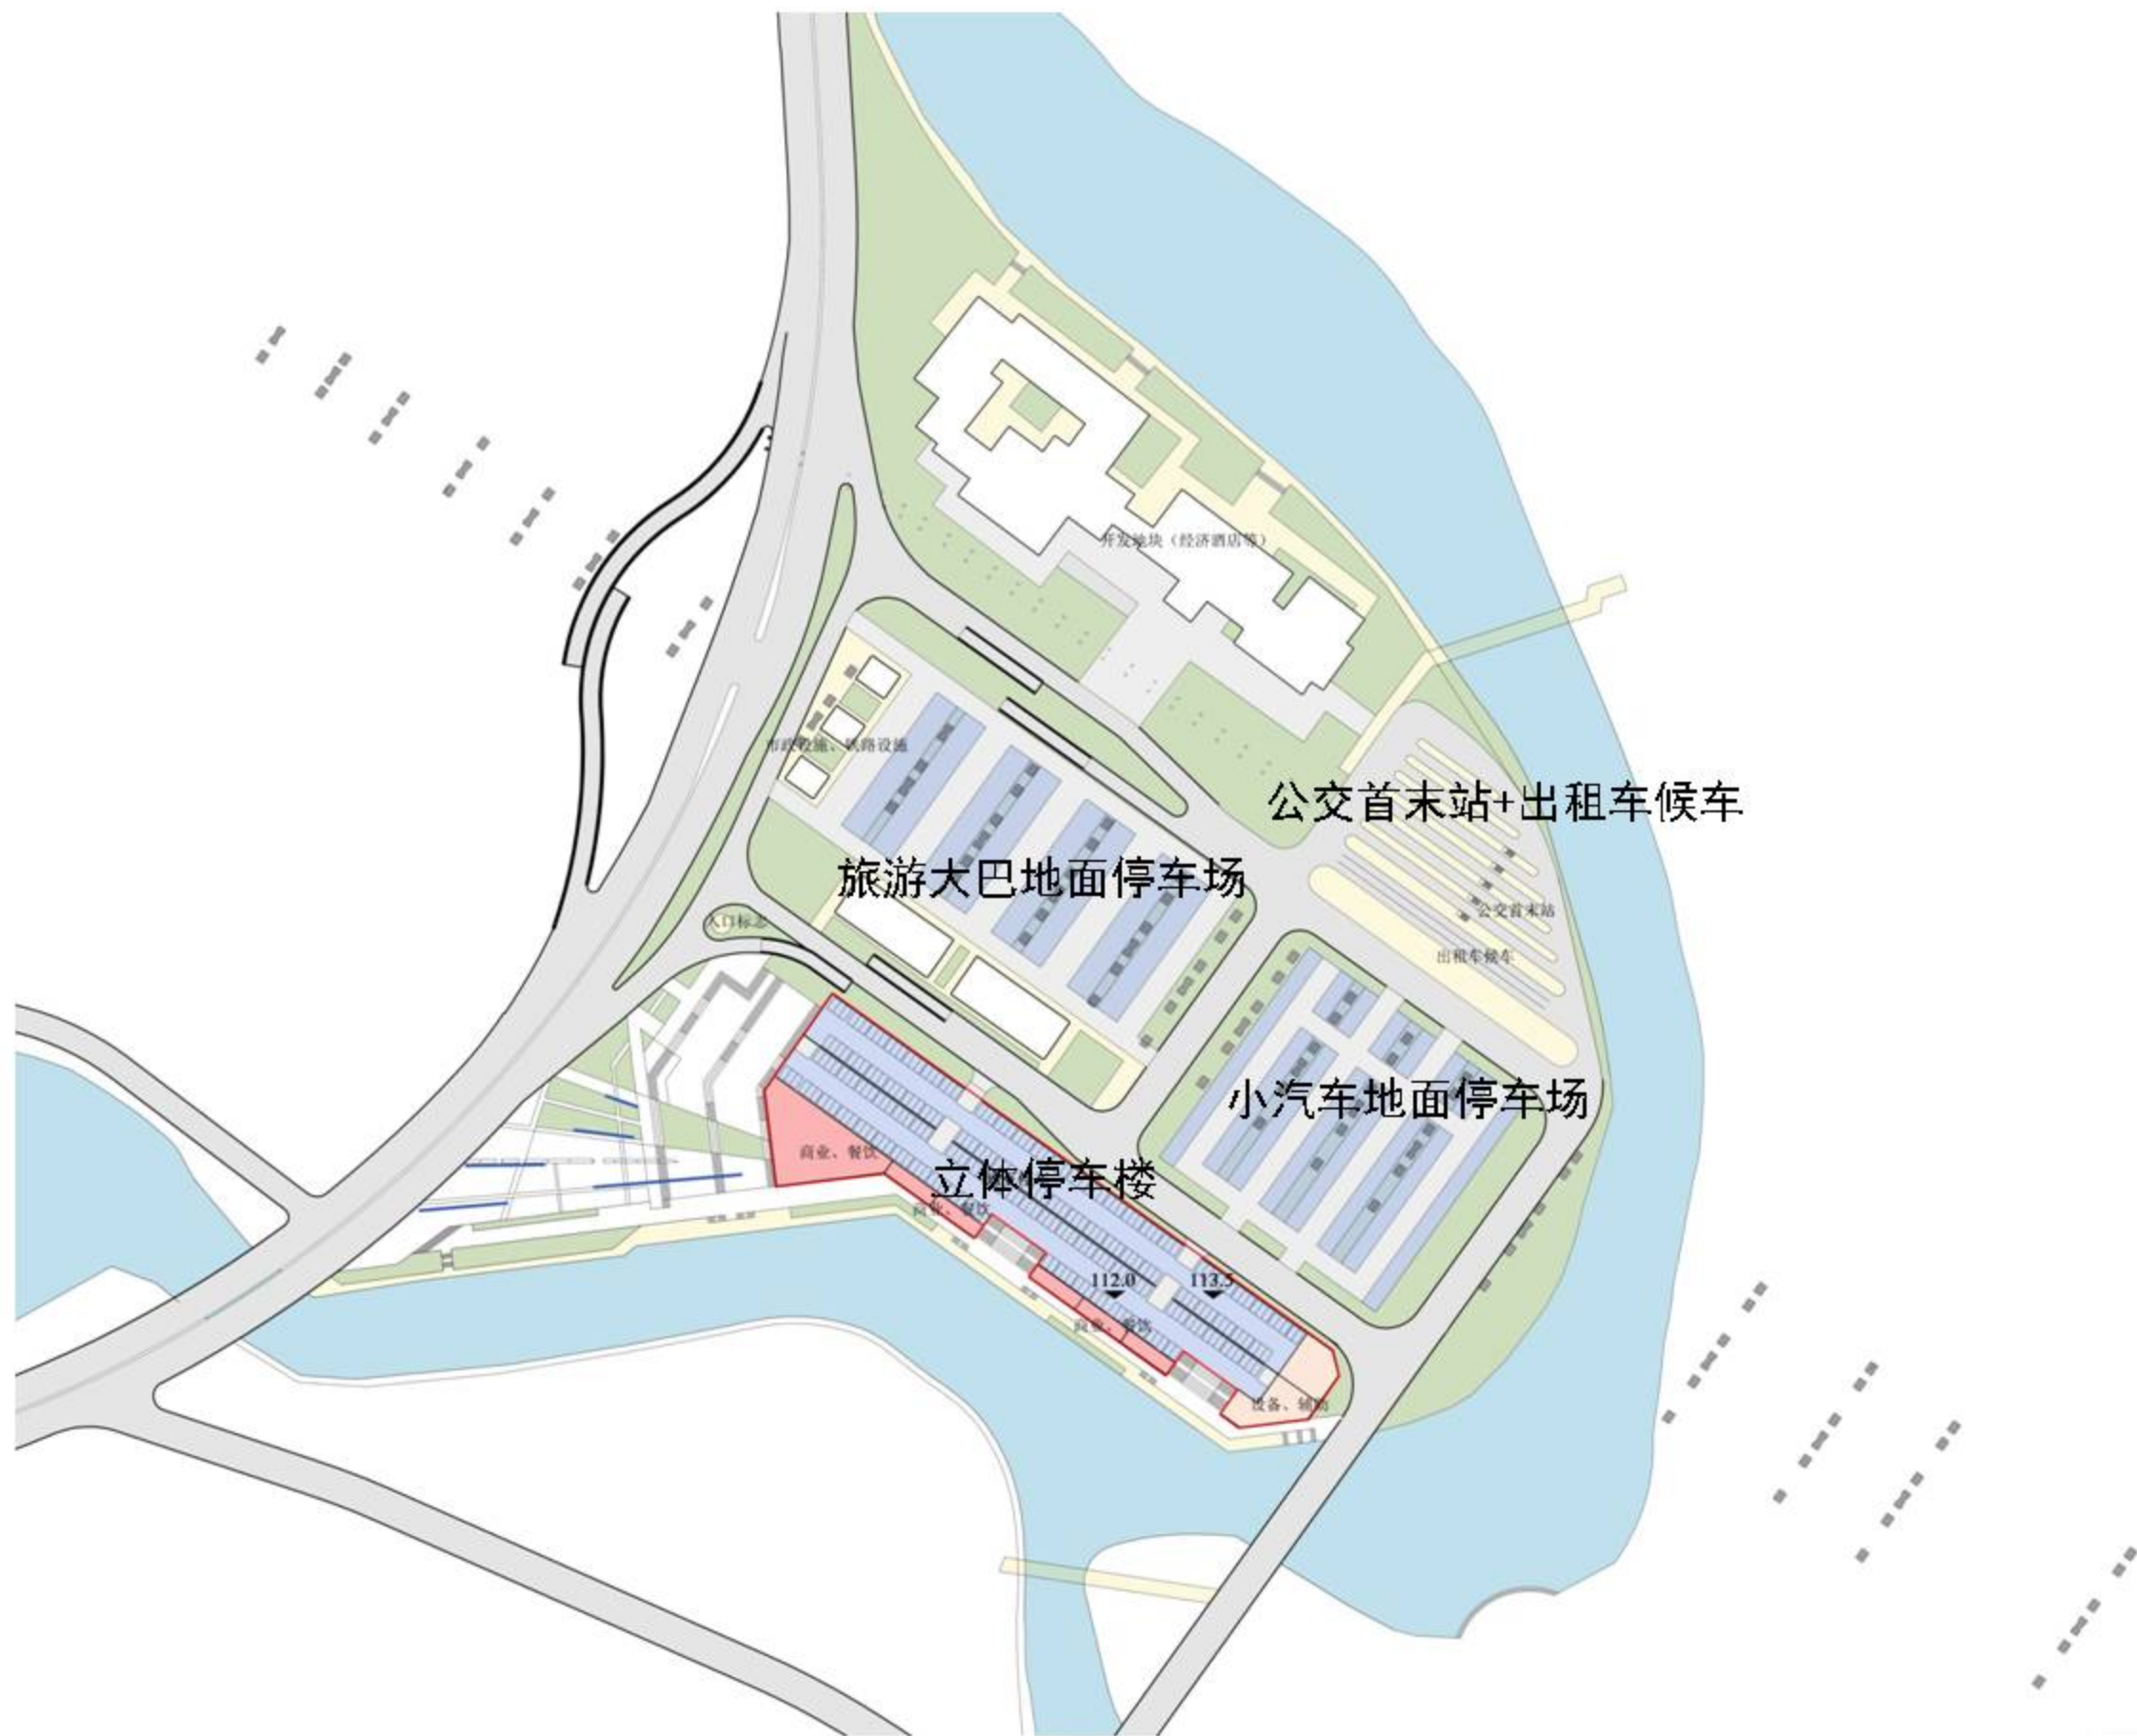 开发地块（经济酒店等）
市政设施、铁路设施
公交首末站+出租车候车
旅游大巴地面停车场
公交首末站
入口标志
出租车候车
小汽车地面停车场
商业、餐饮
立体停车楼
商业、餐饮
112.0
113.5
商业、餐饮
设备、辅助